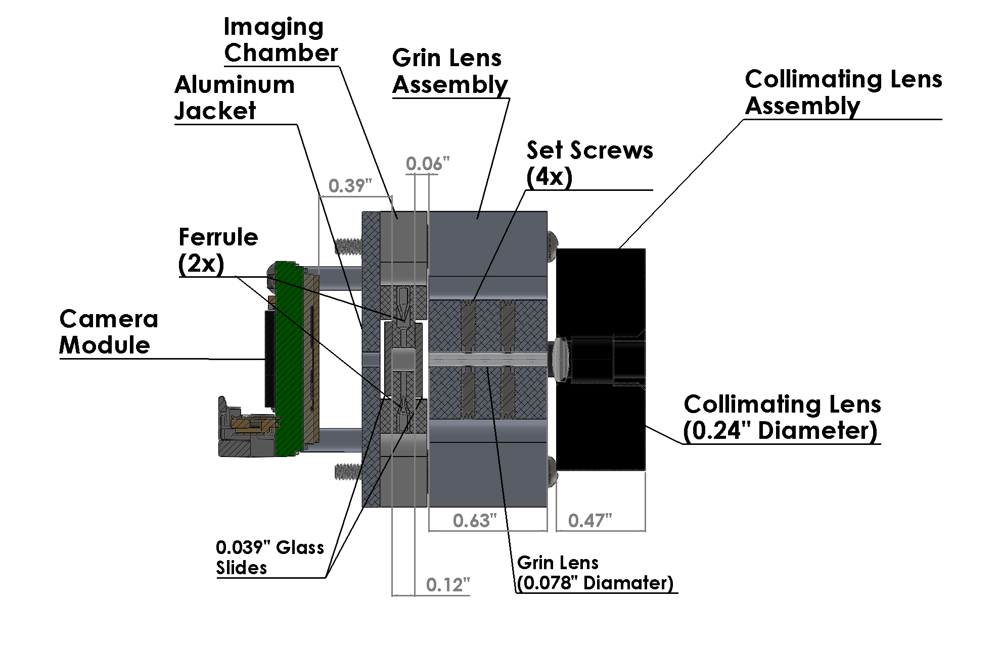 Imaging
Chamber
Grin Lens
Assembly
Collimating Lens
Assembly
Aluminum
Jacket
Set Screws
(4x)
0.06"
0.39"
Ferrule
(2x)
Camera
Module
Collimating Lens
(0.24" Diameter)
0.63"
0.47"
0.039" Glass
Slides
Grin Lens
(0.078" Diamater)
0.12"